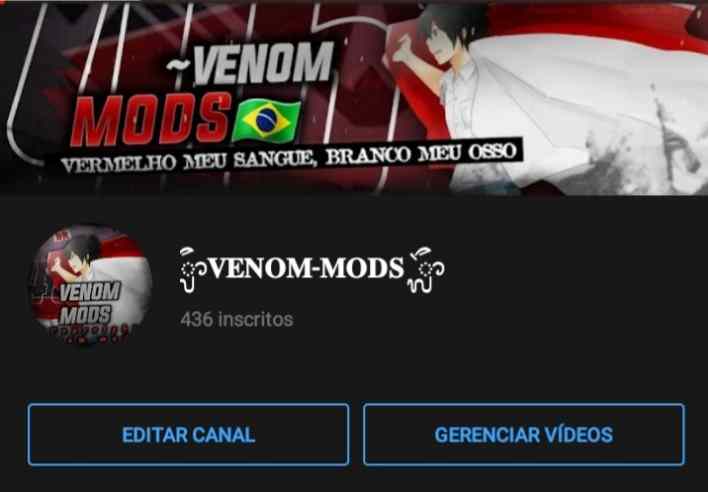 ~VENOM
MODS🇧🇷
VERMELHO MEU SANGUE, BRANCO MEU OSSO
VENOM-MODS
436 inscritos
VENOM
MODS
EDITAR CANAL
GERENCIAR VÍDEOS